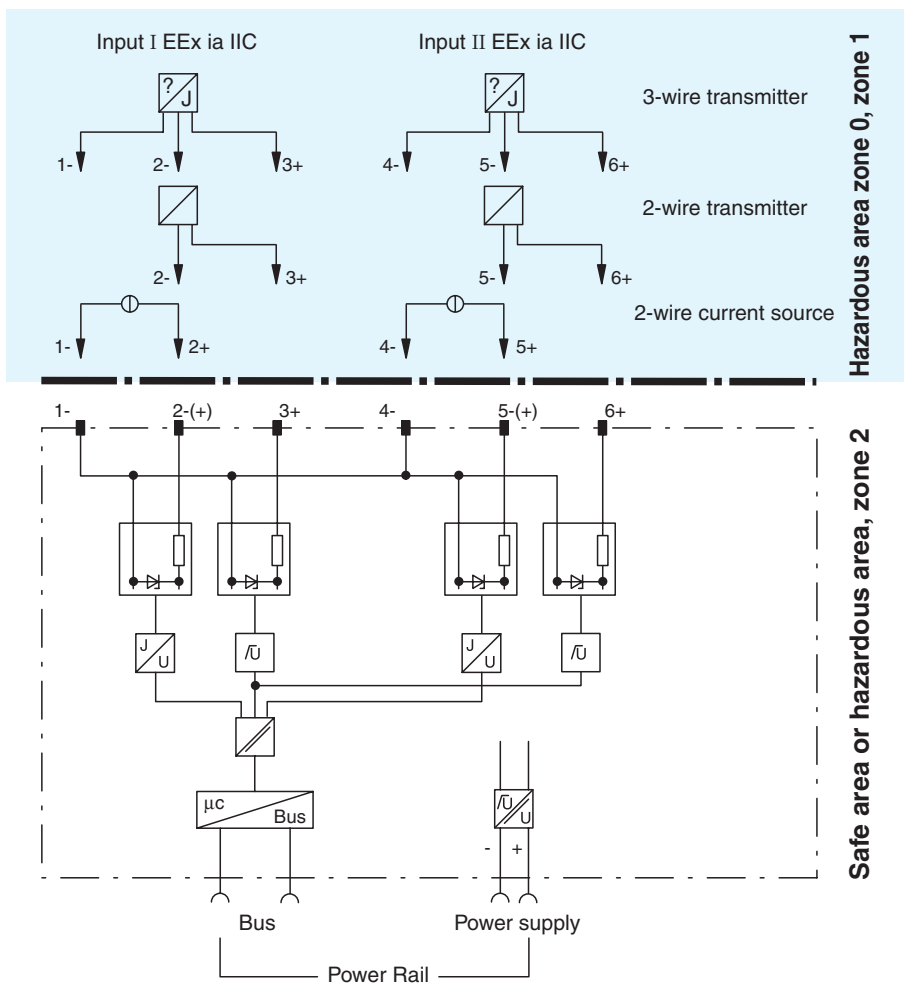 Input I EEx ia IIC
Input II EEx ia IIC
? J
? J
3-wire transmitter
1- 2- 3+
4- 5- 6+
2-wire transmitter
2- 3+
5- 6+
2-wire current source
1- 2+
4- 5+
Hazardous area zone 0, zone 1
1- 2-(+) 3+ 4- 5-(+) 6+
J U
/Ū
J U
/Ū
µc Bus
/Ū U
- +
Safe area or hazardous area, zone 2
Bus
Power supply
Power Rail